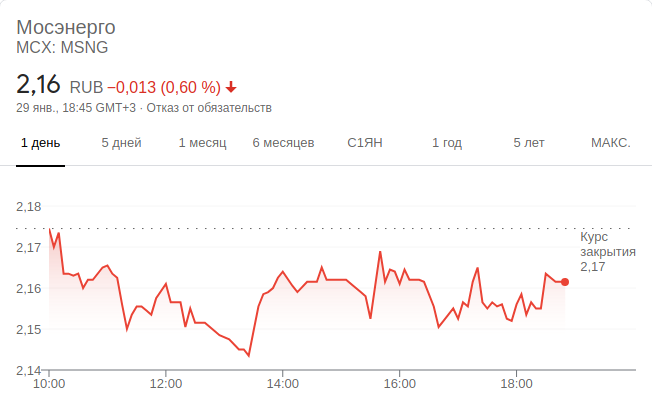 Мосэнерго
MCX: MSNG
2,16 RUB −0,013 (0,60 %)
29 янв., 18:45 GMT+3 · Отказ от обязательств
1 день 5 дней 1 месяц 6 месяцев С1ЯН 1 год 5 лет МАКС.
2,18
2,17
2,16
2,15
2,14
Курс
закрытия
2,17
10:00 12:00 14:00 16:00 18:00